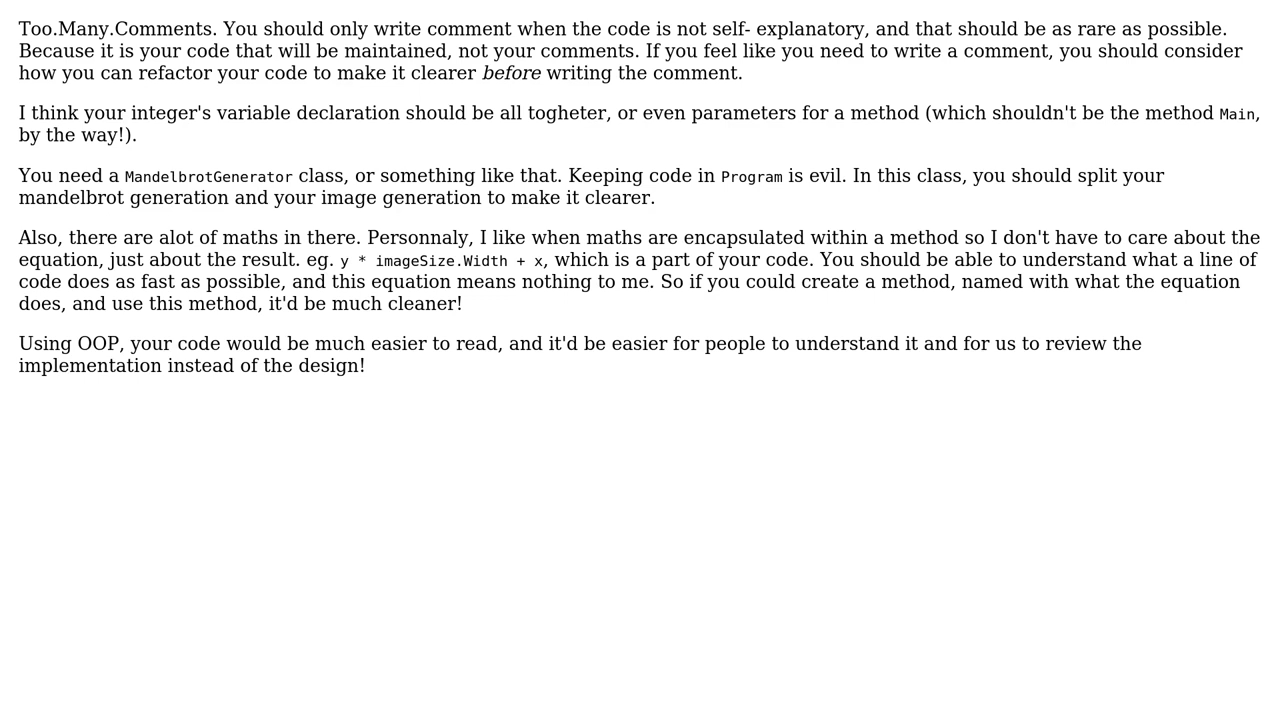 Too.Many.Comments. You should only write comment when the code is not self- explanatory, and that should be as rare as possible.
Because it is your code that will be maintained, not your comments. If you feel like you need to write a comment, you should consider
how you can refactor your code to make it clearer before writing the comment.
I think your integer's variable declaration should be all togheter, or even parameters for a method (which shouldn't be the method Main,
by the way!).
You need a MandelbrotGenerator class, or something like that. Keeping code in Program is evil. In this class, you should split your
mandelbrot generation and your image generation to make it clearer.
Also, there are alot of maths in there. Personnaly, I like when maths are encapsulated within a method so I don't have to care about the
equation, just about the result. eg. y * imageSize.Width + x, which is a part of your code. You should be able to understand what a line of
code does as fast as possible, and this equation means nothing to me. So if you could create a method, named with what the equation
does, and use this method, it'd be much cleaner!
Using OOP, your code would be much easier to read, and it'd be easier for people to understand it and for us to review the
implementation instead of the design!